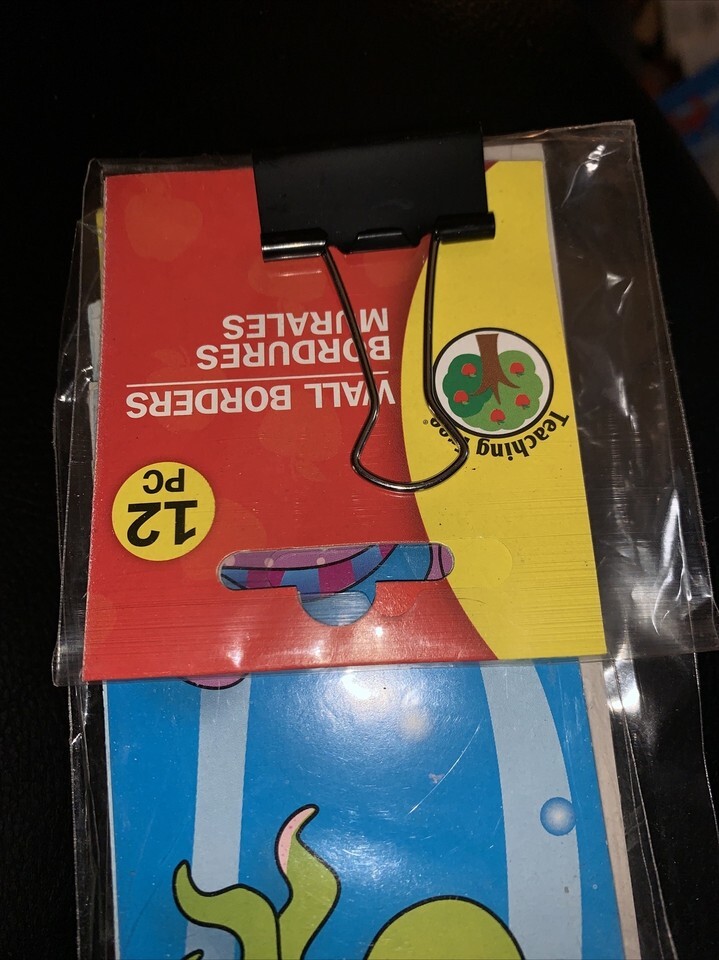 12
PC
WALL BORDERS
BORDURES
MURALES
Teaching
®